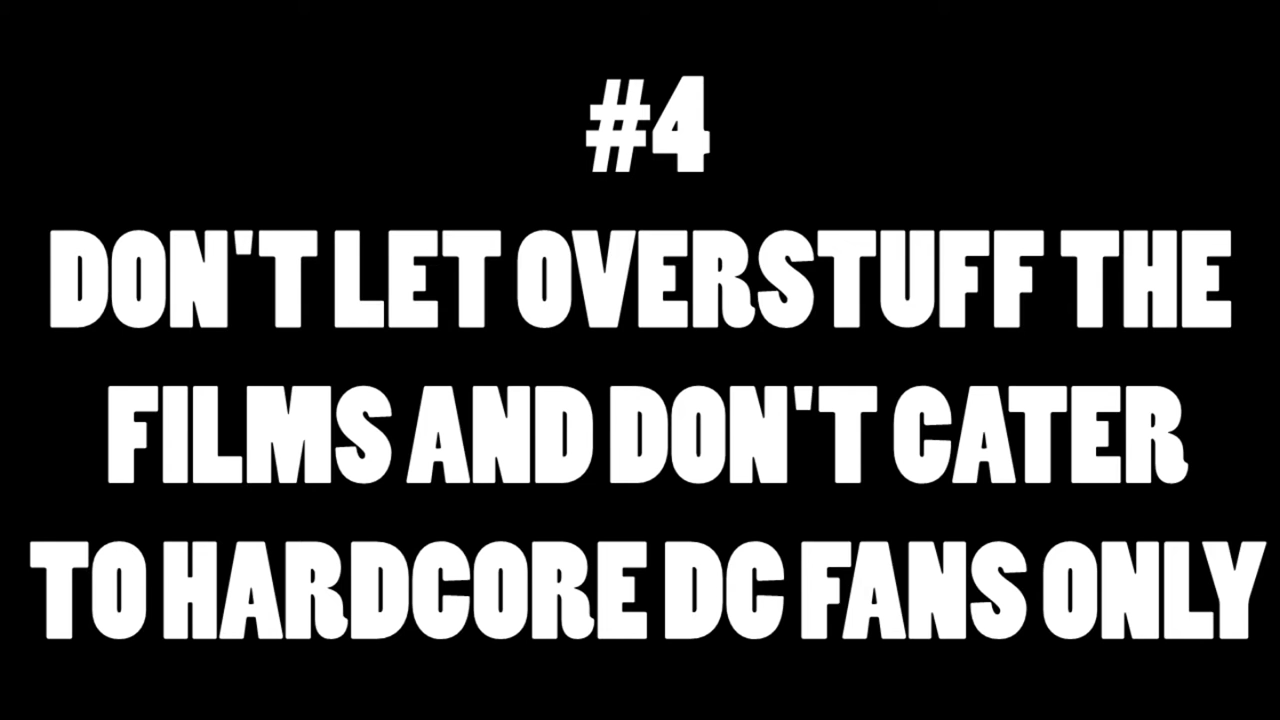 #4
DON'T LET OVERSTUFF THE
FILMS AND DON'T CATER
TO HARDCORE DC FANS ONLY